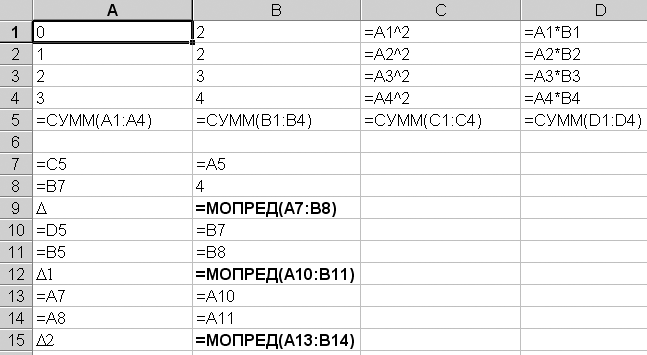 A B C D
1 0 2 =A1^2 =A1*B1
2 1 2 =A2^2 =A2*B2
3 2 3 =A3^2 =A3*B3
4 3 4 =A4^2 =A4*B4
5 =СУММ(A1:A4) =СУММ(B1:B4) =СУММ(C1:C4) =СУММ(D1:D4)
6
7 =C5 =A5
8 =B7 4
9 Δ =МОПРЕД(A7:B8)
10 =D5 =B7
11 =B5 =B8
12 Δ1 =МОПРЕД(A10:B11)
13 =A7 =A10
14 =A8 =A11
15 Δ2 =МОПРЕД(A13:B14)